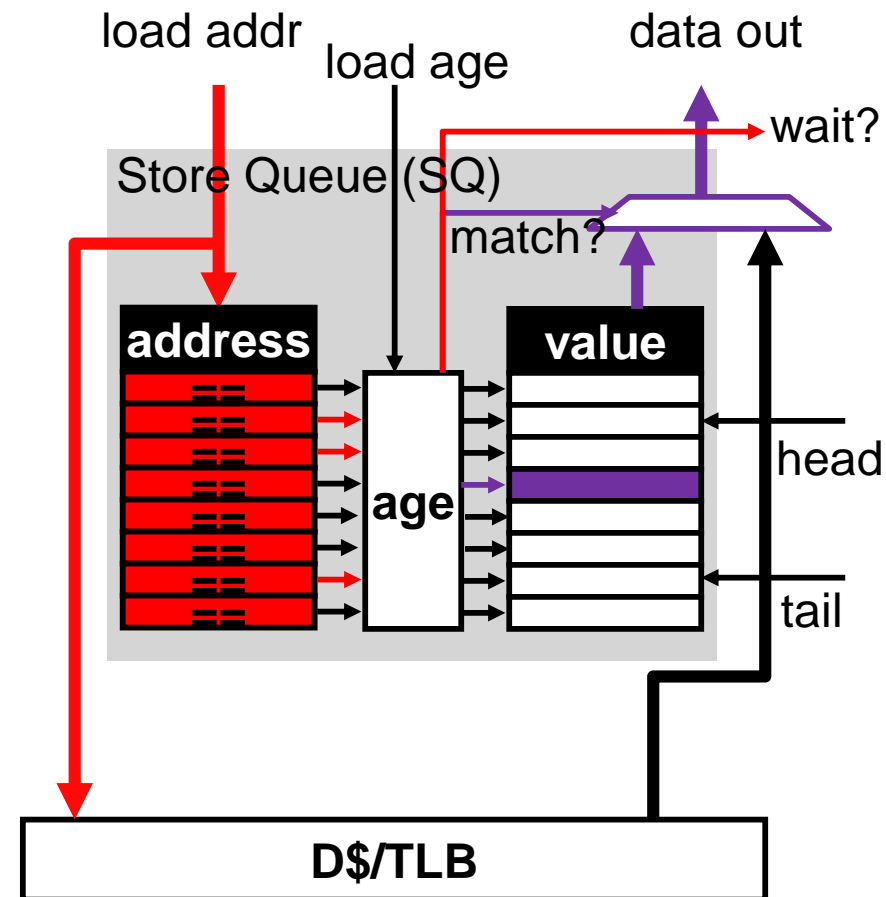 load addr
load age
data out
wait?
Store Queue (SQ)
match?
address
value
==
==
==
==
==
==
==
==
age
head
tail
D$/TLB